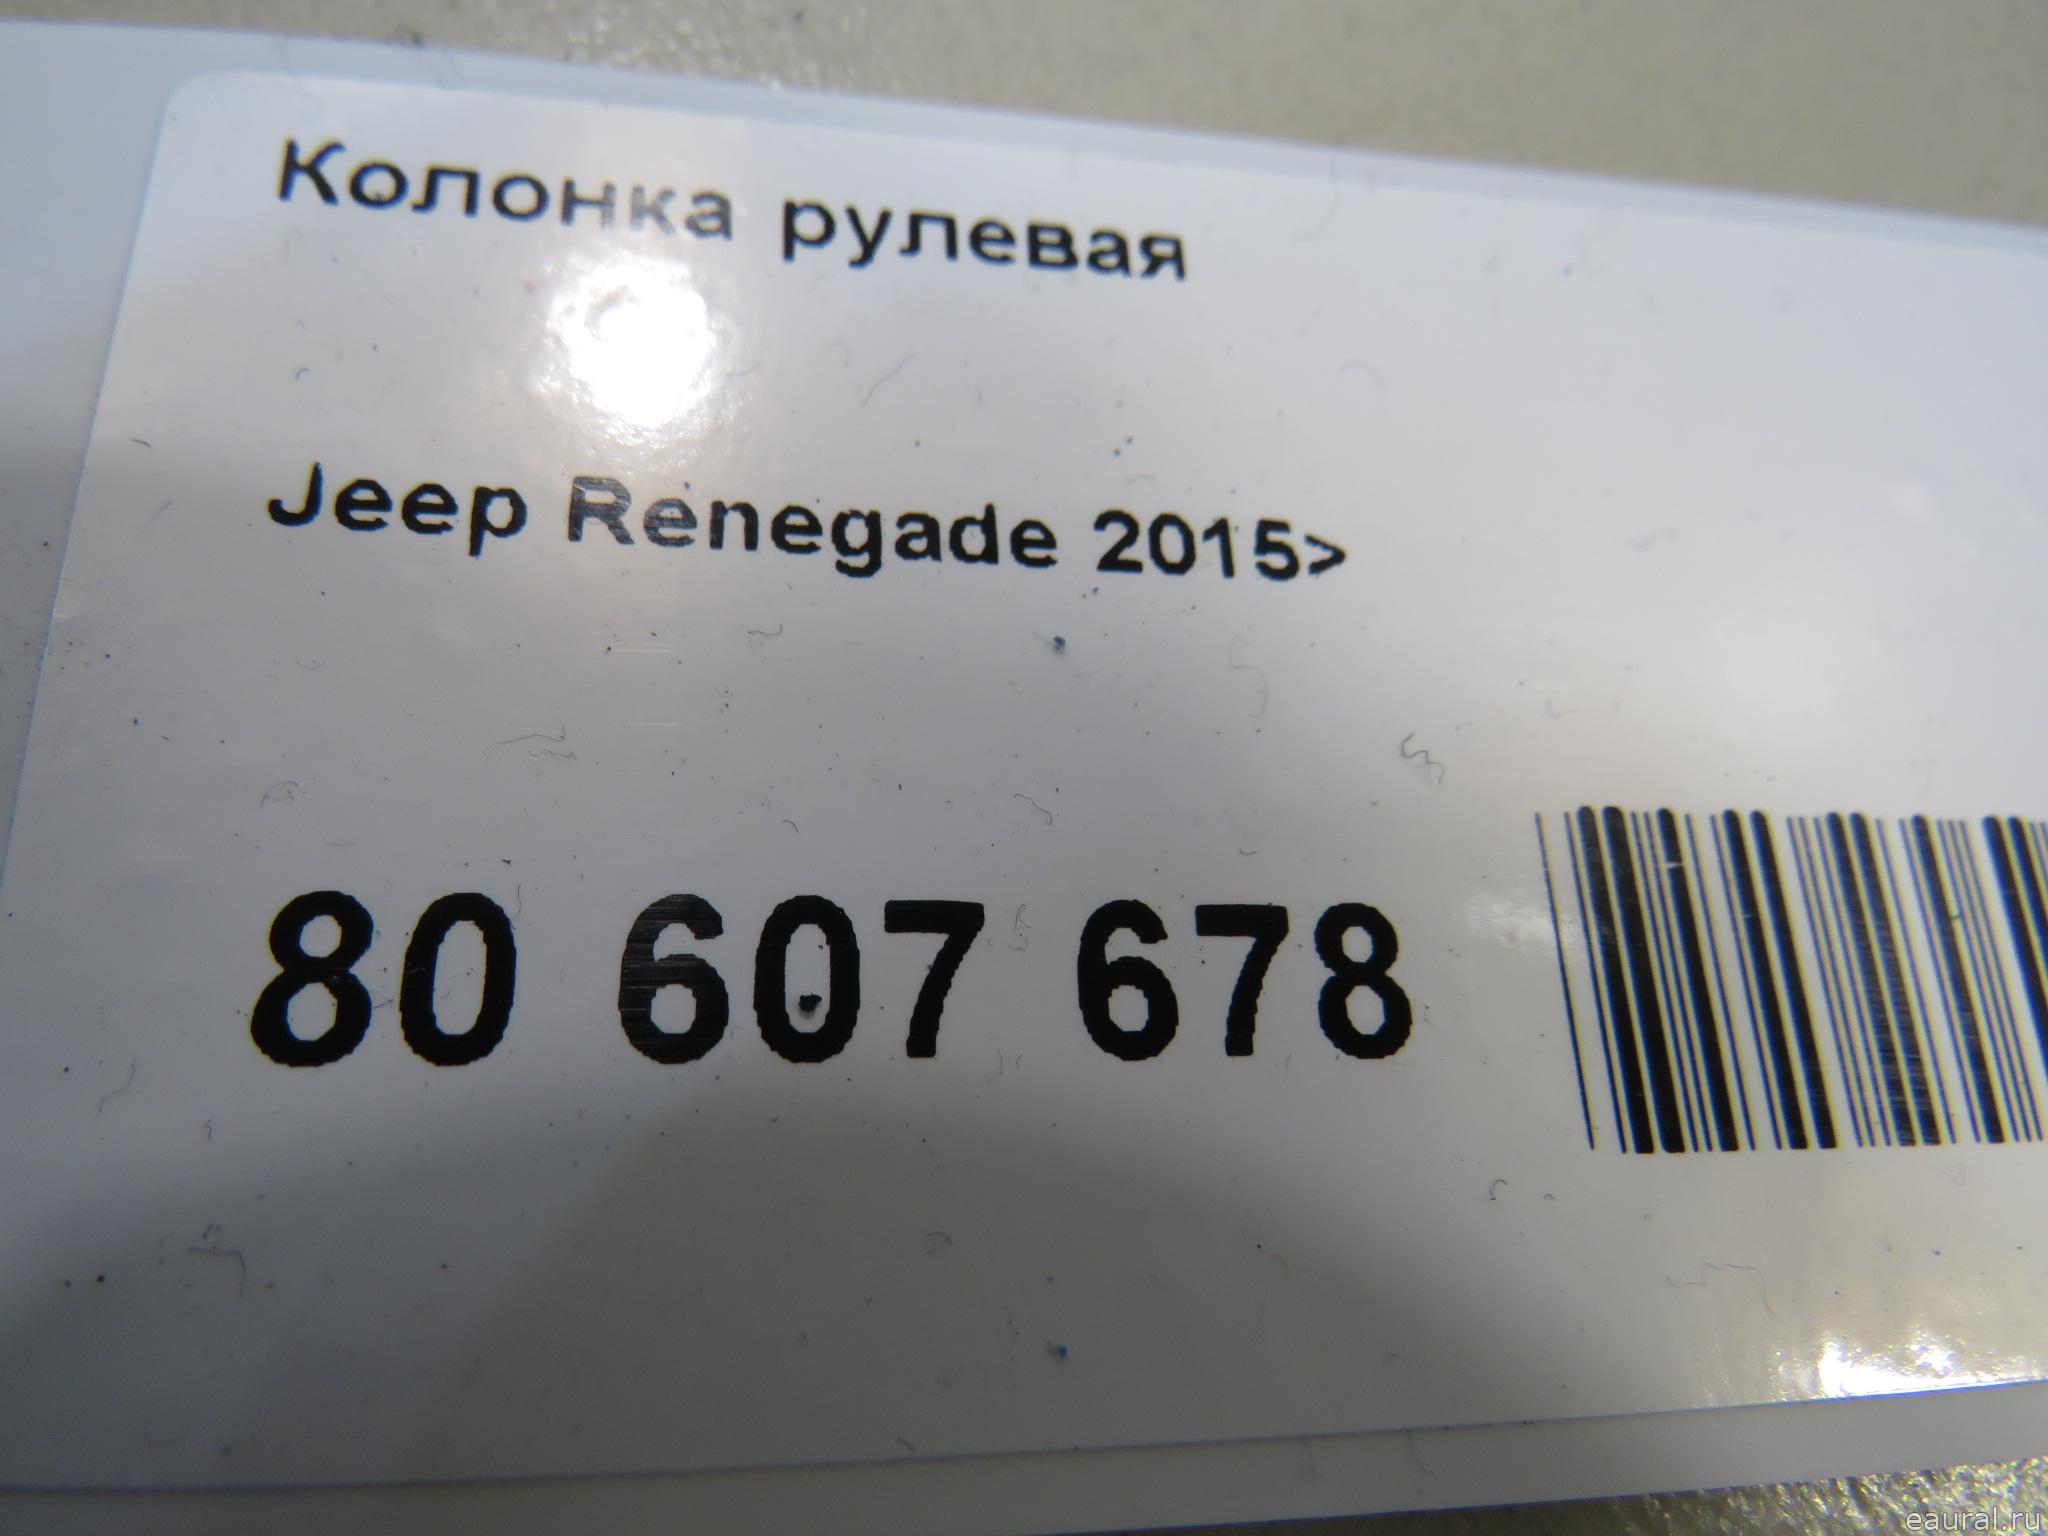 Колонка рулевая
Jeep Renegade 2015>
80 607 678
eaural.ru